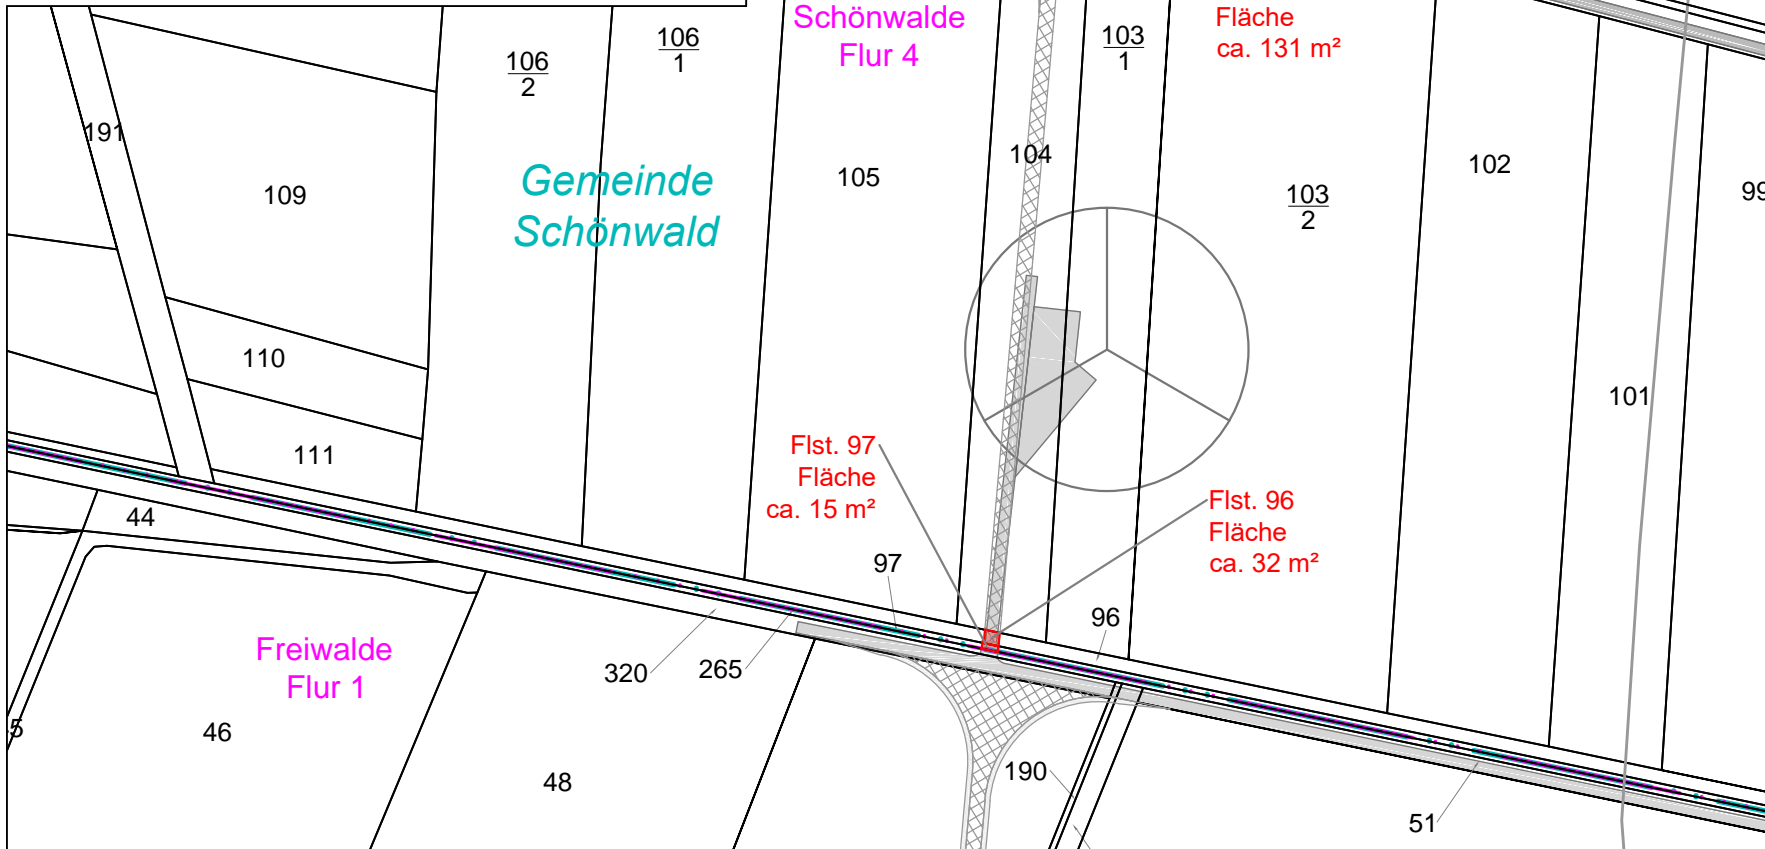 Schönwalde
Flur 4
Fläche
ca. 131 m²
106
2
106
1
103
1
191
109
Gemeinde
Schönwald
105
104
103
2
102
99
110
111
101
Flst. 97
Fläche
ca. 15 m²
Flst. 96
Fläche
ca. 32 m²
44
97
96
Freiwalde
Flur 1
320
265
5
46
48
190
51